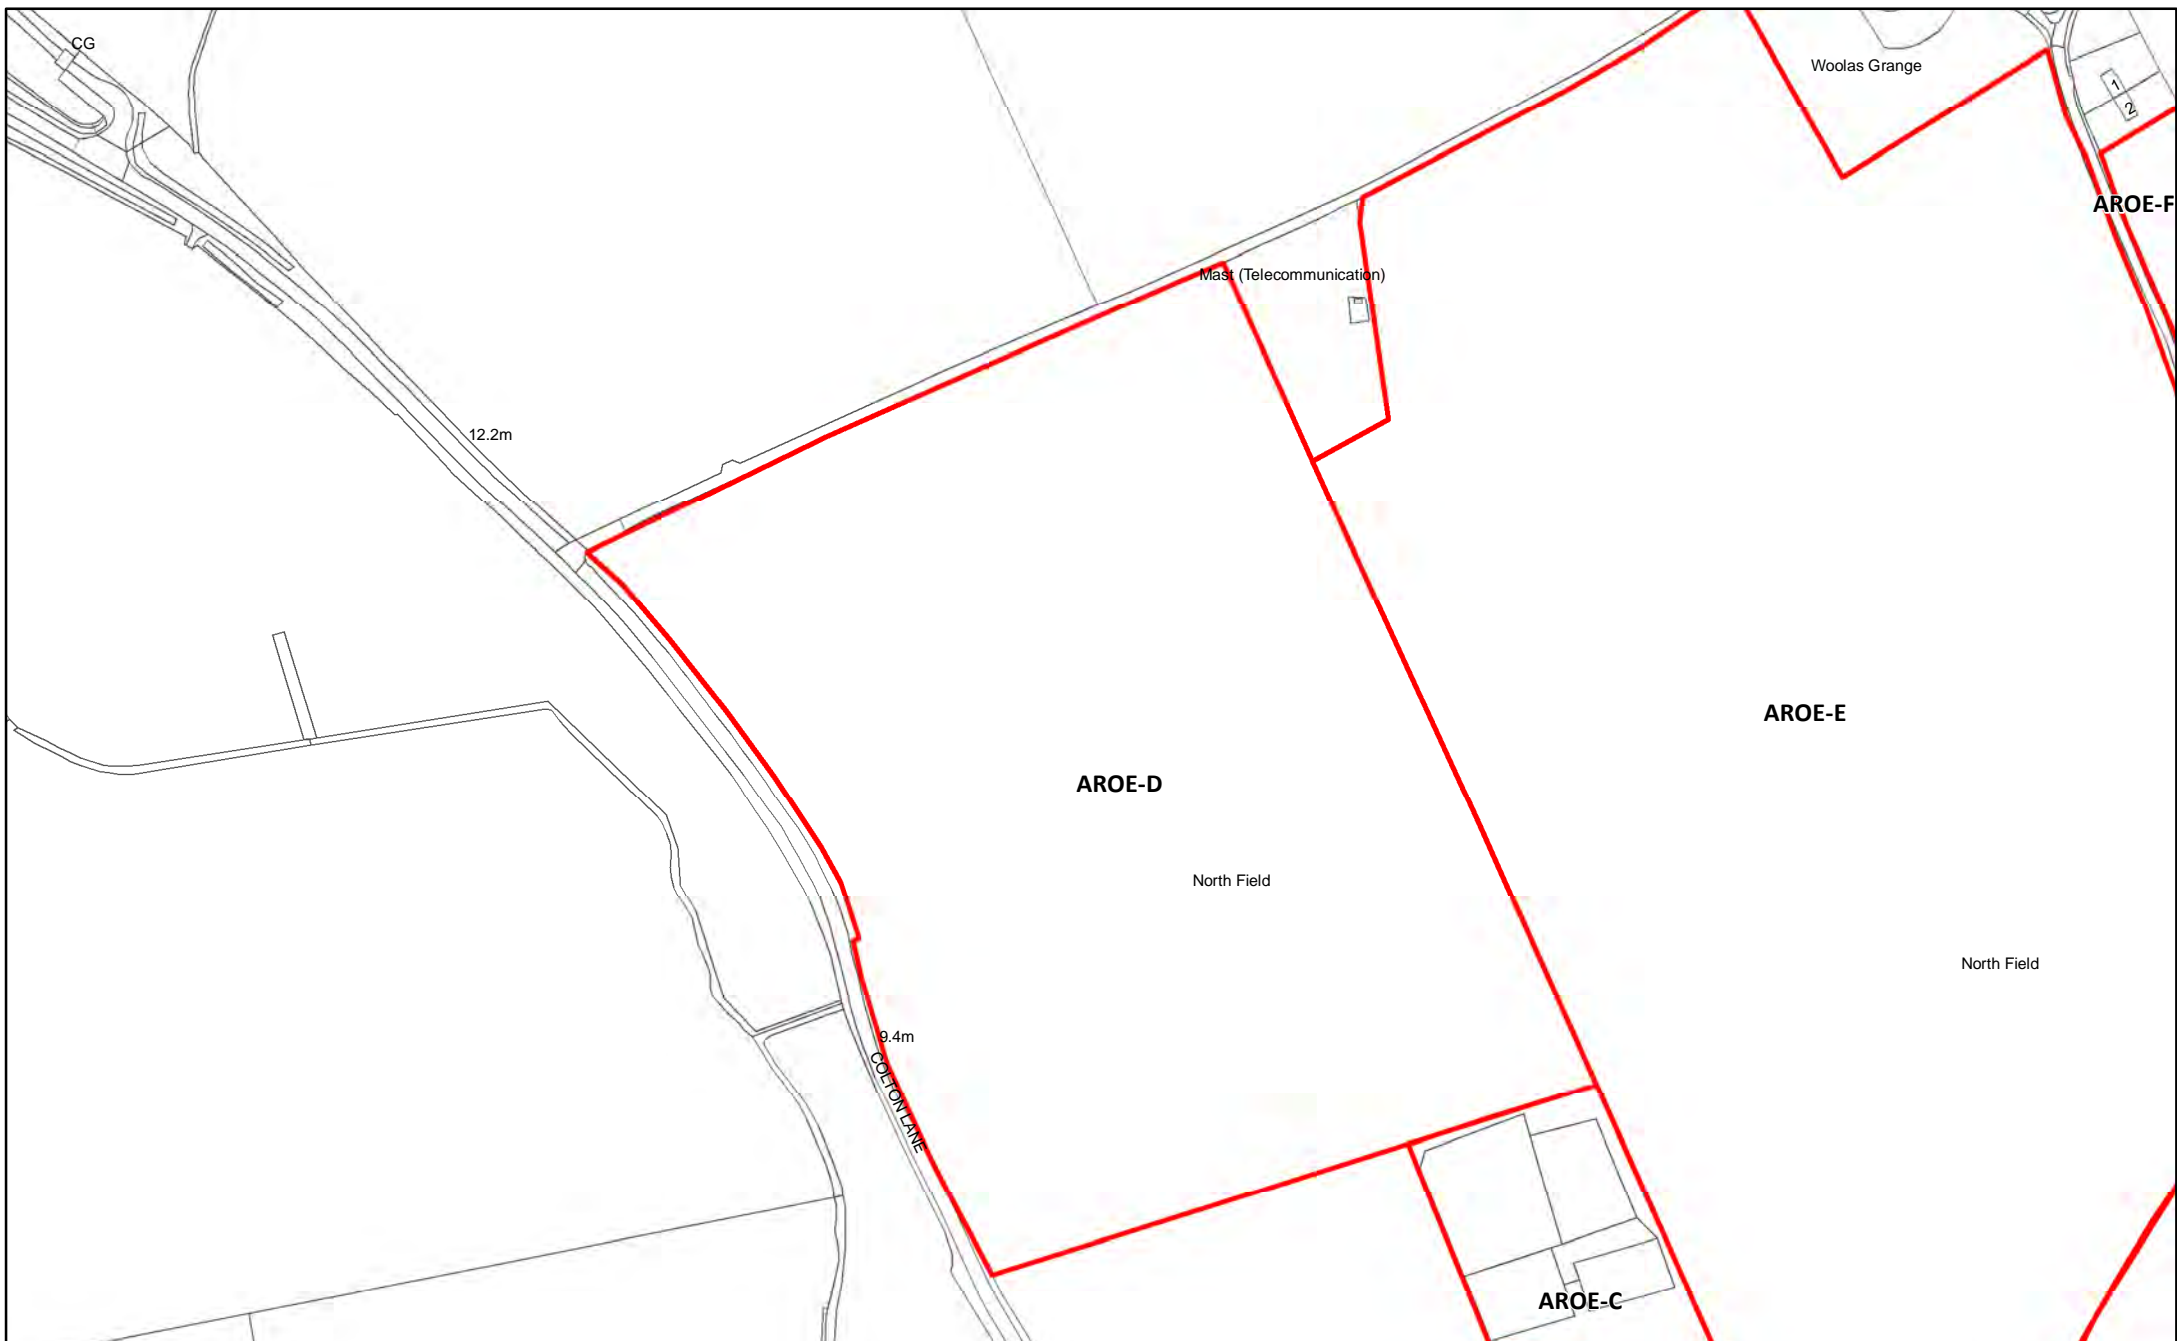 CG
Woolas Grange
1
2
AROE-F
Mast (Telecommunication)
12.2m
AROE-E
AROE-D
North Field
North Field
9.4m
COLTON LANE
AROE-C